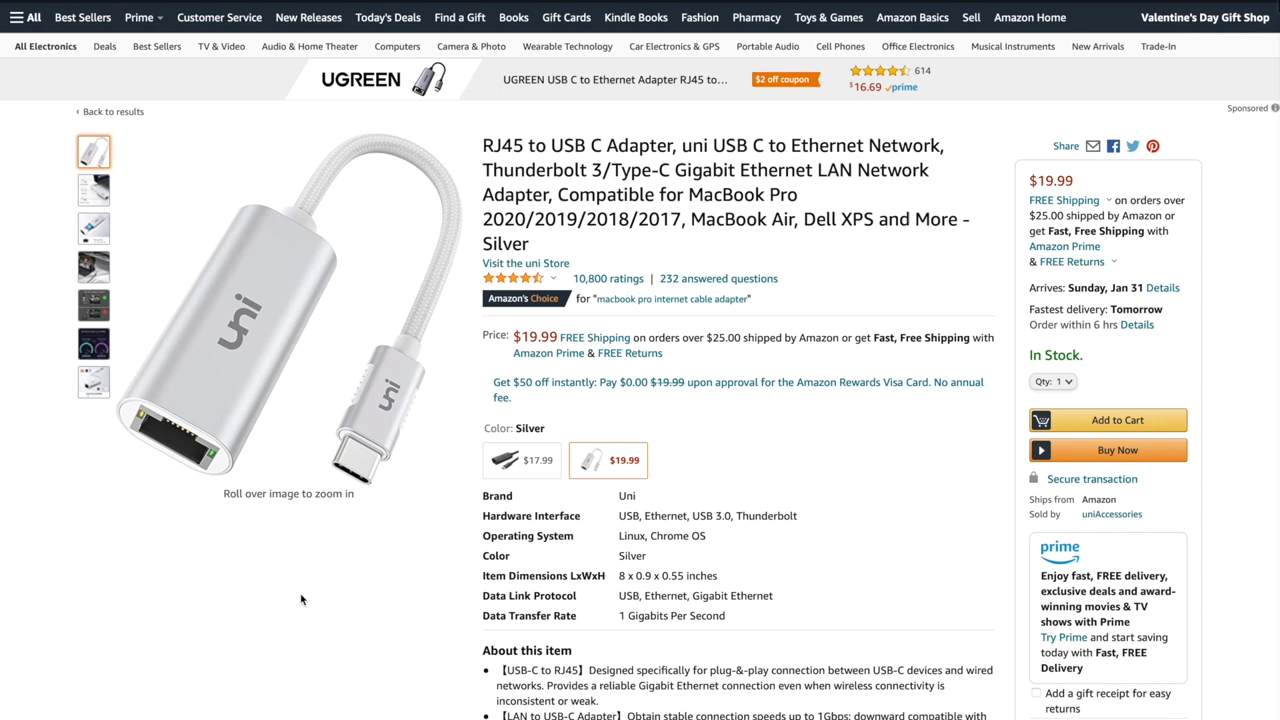 All Best Sellers Prime Customer Service New Releases Today's Deals Find a Gift Books Gift Cards Kindle Books Fashion Pharmacy Toys & Games Amazon Basics Sell Amazon Home Valentine's Day Gift Shop
All Electronics Deals Best Sellers TV & Video Audio & Home Theater Computers Camera & Photo Wearable Technology Car Electronics & GPS Portable Audio Cell Phones Office Electronics Musical Instruments New Arrivals Trade-In
UGREEN UGREEN USB C to Ethernet Adapter RJ45 to... $2 off coupon 614
$16.69 prime
Sponsored
‹ Back to results
RJ45 to USB C Adapter, uni USB C to Ethernet Network,
Thunderbolt 3/Type-C Gigabit Ethernet LAN Network
Adapter, Compatible for MacBook Pro
2020/2019/2018/2017, MacBook Air, Dell XPS and More -
Silver
Visit the uni Store
10,800 ratings | 232 answered questions
Amazon's Choice for "macbook pro internet cable adapter"
Price: $19.99 FREE Shipping on orders over $25.00 shipped by Amazon or get Fast, Free Shipping with
Amazon Prime & FREE Returns
Get $50 off instantly: Pay $0.00 $19.99 upon approval for the Amazon Rewards Visa Card. No annual
fee.
Color: Silver
$17.99 $19.99
Brand Uni
Hardware Interface USB, Ethernet, USB 3.0, Thunderbolt
Operating System Linux, Chrome OS
Color Silver
Item Dimensions LxWxH 8 x 0.9 x 0.55 inches
Data Link Protocol USB, Ethernet, Gigabit Ethernet
Data Transfer Rate 1 Gigabits Per Second
About this item
• 【USB-C to RJ45】Designed specifically for plug-&-play connection between USB-C devices and wired
networks. Provides a reliable Gigabit Ethernet connection even when wireless connectivity is
inconsistent or weak.
• 【LAN to USB-C Adapter】Obtain stable connection speeds up to 1Gbps; downward compatible with
uni
uni
Roll over image to zoom in
Share
$19.99
FREE Shipping on orders over
$25.00 shipped by Amazon or
get Fast, Free Shipping with
Amazon Prime
& FREE Returns
Arrives: Sunday, Jan 31 Details
Fastest delivery: Tomorrow
Order within 6 hrs Details
In Stock.
Qty: 1
Add to Cart
Buy Now
Secure transaction
Ships from Amazon
Sold by uniAccessories
prime
Enjoy fast, FREE delivery,
exclusive deals and award-
winning movies & TV
shows with Prime
Try Prime and start saving
today with Fast, FREE
Delivery
Add a gift receipt for easy
returns